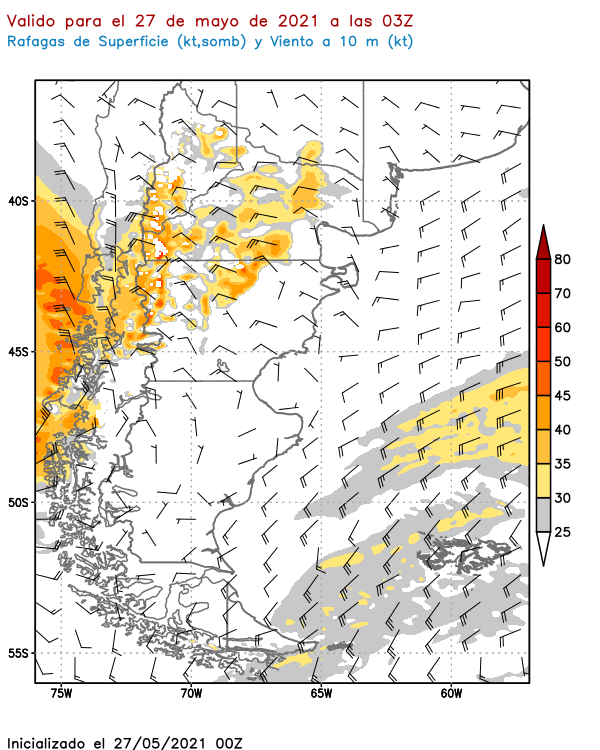 Valido para el 27 de mayo de 2021 a las 03Z
Rafagas de Superficie (kt,somb) y Viento a 10 m (kt)
40S
45S
50S
55S
75W 70W 65W 60W
80
70
60
50
45
40
35
30
25
Inicializado el 27/05/2021 00Z